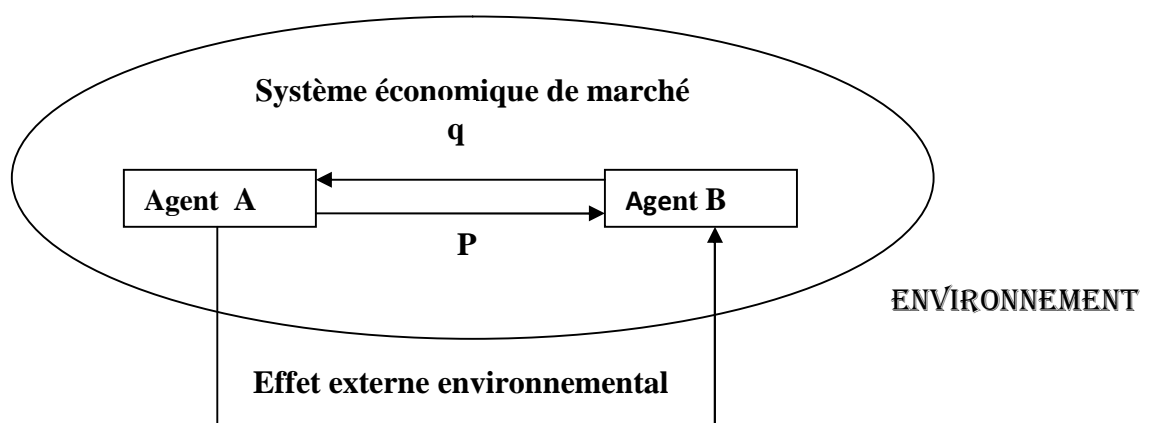 Système économique de marché
q
Agent A
Agent B
P
ENVIRONNEMENT
Effet externe environnemental